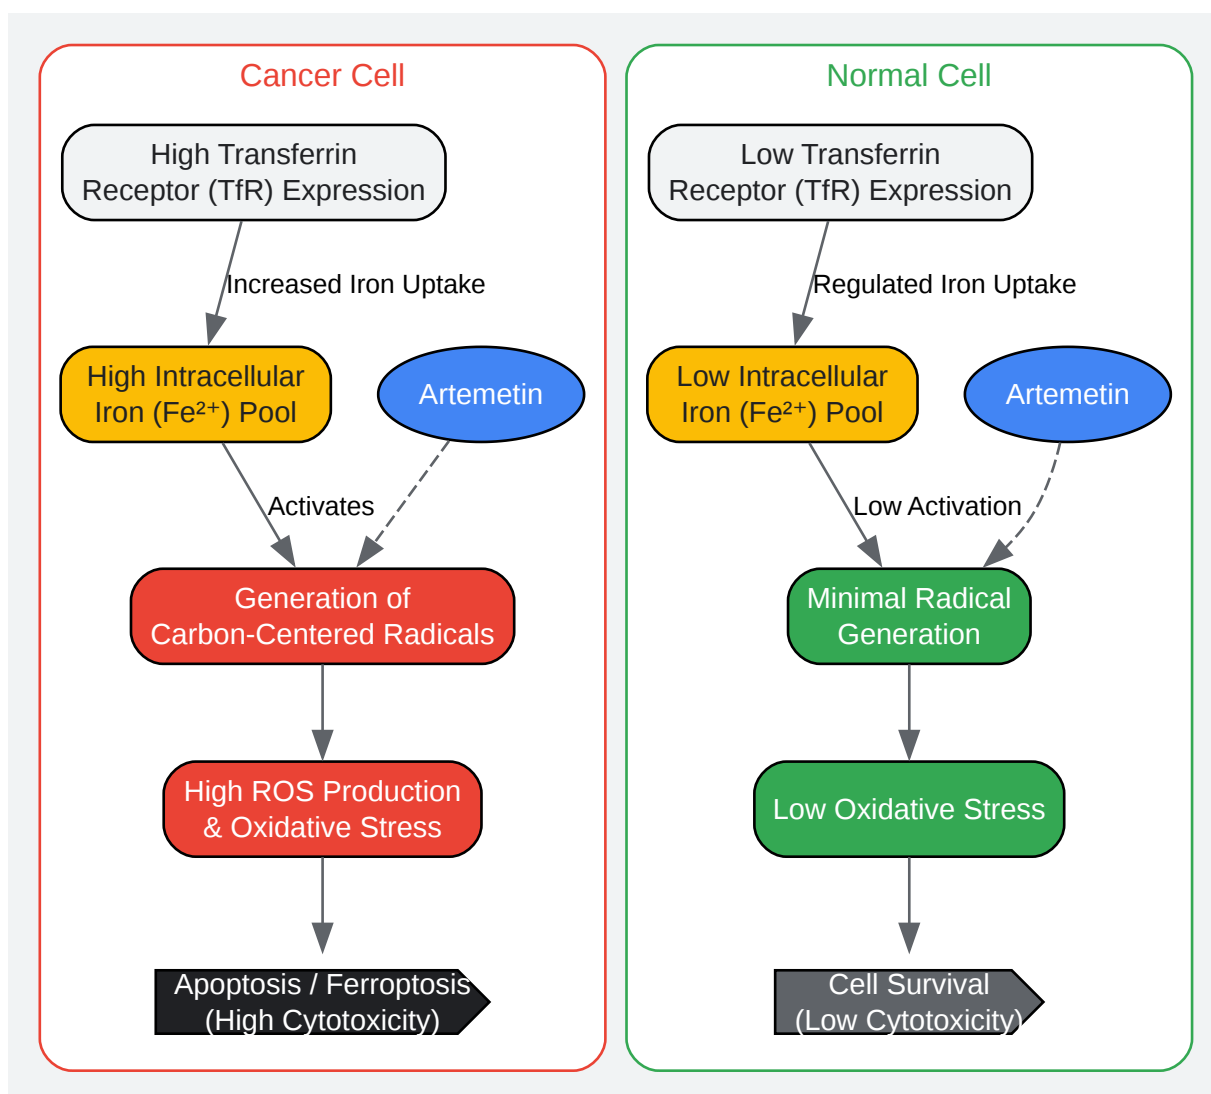 Cancer Cell
High Transferrin
Receptor (TfR) Expression
Increased Iron Uptake
High Intracellular
Iron (Fe²⁺) Pool
Artemetin
Activates
Generation of
Carbon-Centered Radicals
High ROS Production
& Oxidative Stress
Apoptosis / Ferroptosis
(High Cytotoxicity)
Normal Cell
Low Transferrin
Receptor (TfR) Expression
Regulated Iron Uptake
Low Intracellular
Iron (Fe²⁺) Pool
Artemetin
Low Activation
Minimal Radical
Generation
Low Oxidative Stress
Cell Survival
(Low Cytotoxicity)